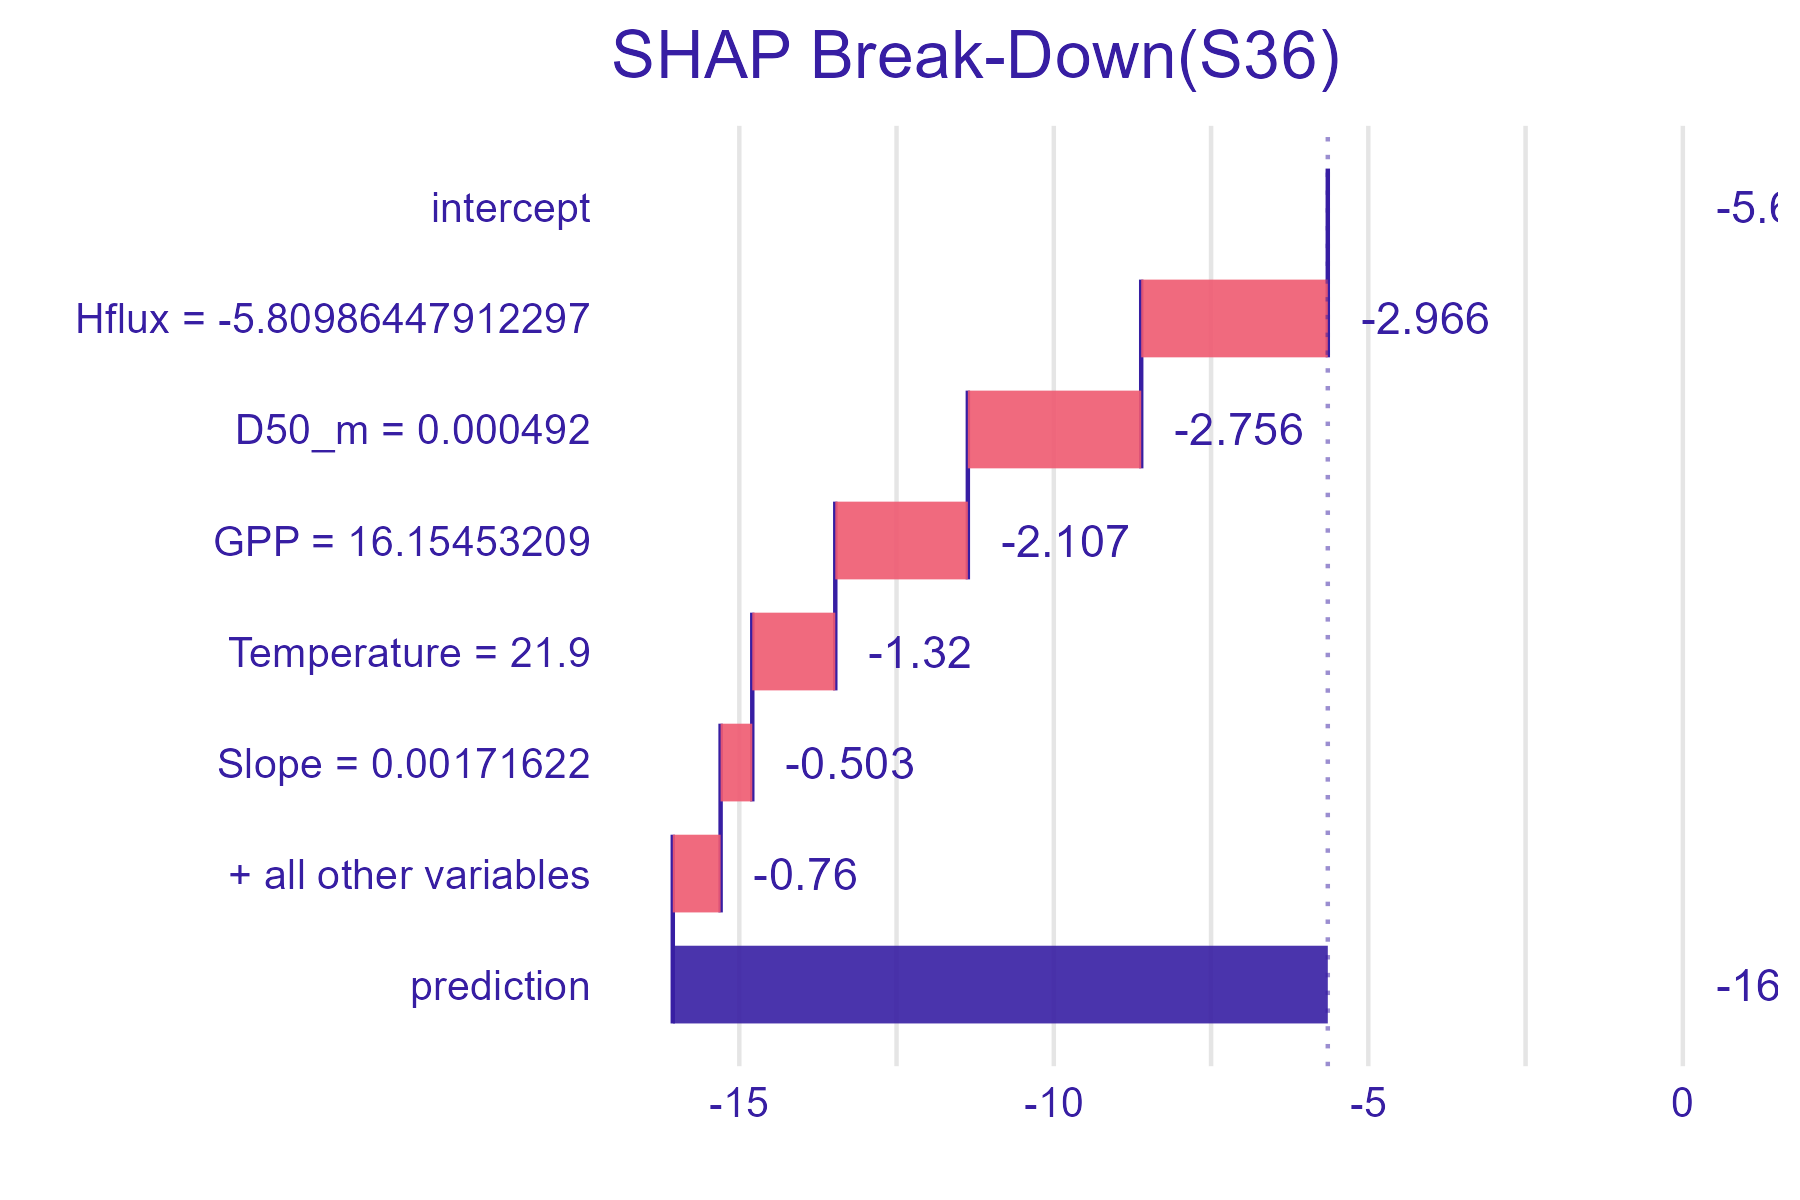 SHAP Break-Down(S36)
intercept -5.6
Hflux = -5.80986447912297 -2.966
D50_m = 0.000492 -2.756
GPP = 16.15453209 -2.107
Temperature = 21.9 -1.32
Slope = 0.00171622 -0.503
+ all other variables -0.76
prediction -16
-15 -10 -5 0